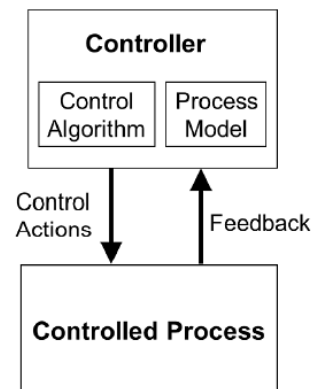 Controller
Control
Algorithm
Process
Model
Control
Actions
Feedback
Controlled Process